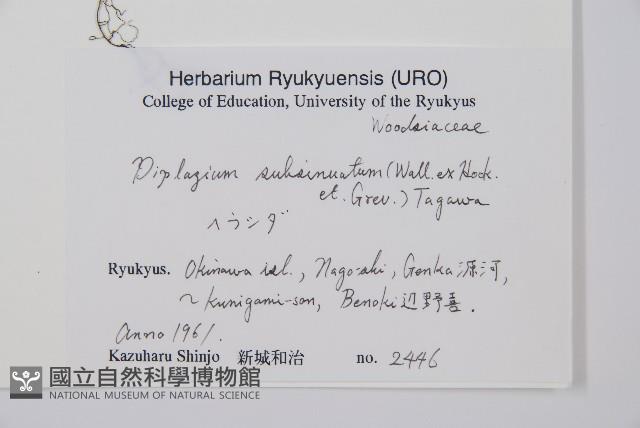 Herbarium Ryukyuensis (URO)
College of Education, University of the Ryukyus
Woodsiaceae
Diplazium subsinuatum (Wall. ex Hook.
et. Grev.) Tagawa
ヘラシダ
Ryukyus. Okinawa isl., Nago-shi, Genka 源河,
~ Kunigami-son, Benoki 辺野喜.
Anno 1961.
Kazuharu Shinjo 新城和治 no. 2446
國立自然科學博物館
NATIONAL MUSEUM OF NATURAL SCIENCE